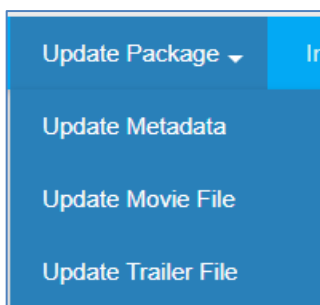 Update Package
Update Metadata
Update Movie File
Update Trailer File